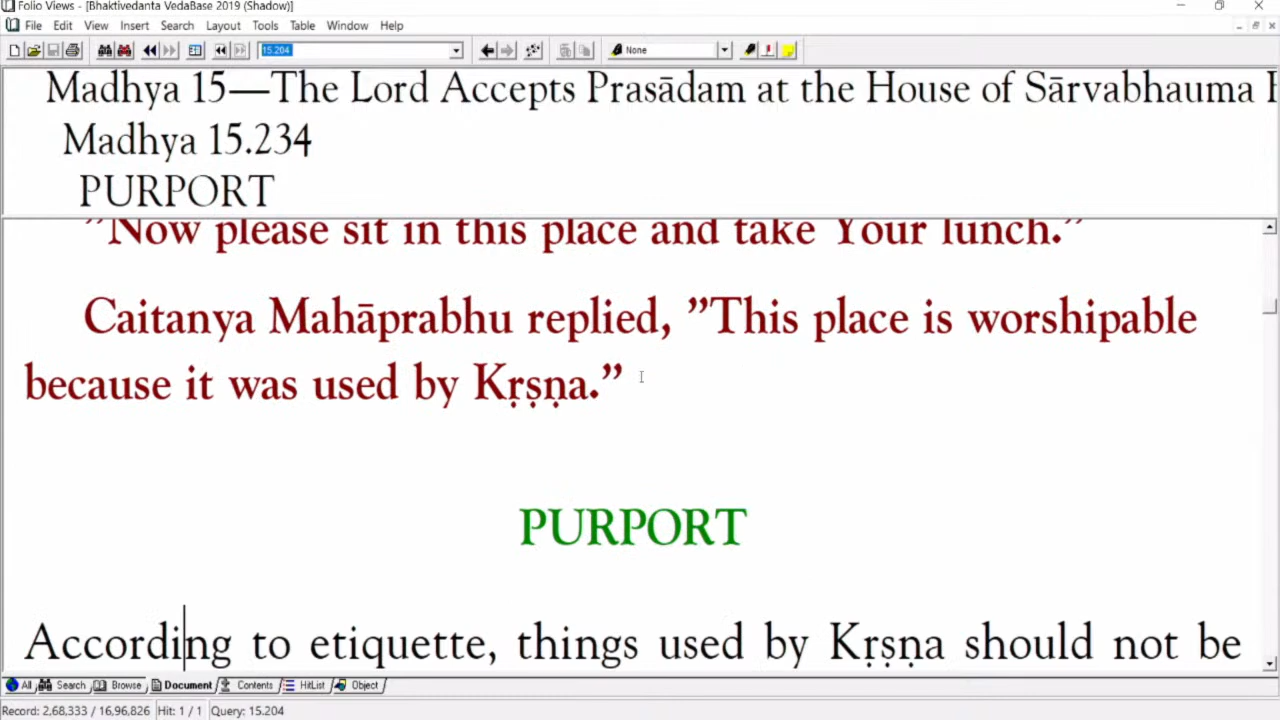 Folio Views - [Bhaktivedanta VedaBase 2019 (Shadow)]
File Edit View Insert Search Layout Tools Table Window Help
15.204 None
Madhya 15—The Lord Accepts Prasādam at the House of Sārvabhauma
Madhya 15.234
PURPORT
”Now please sit in this place and take Your lunch.”
Caitanya Mahāprabhu replied, ”This place is worshipable
because it was used by Kṛṣṇa.”
PURPORT
According to etiquette, things used by Kṛṣṇa should not be
All Search Browse Document Contents HitList Object
Record: 2,68,333 / 16,96,826 Hit: 1 / 1 Query: 15.204